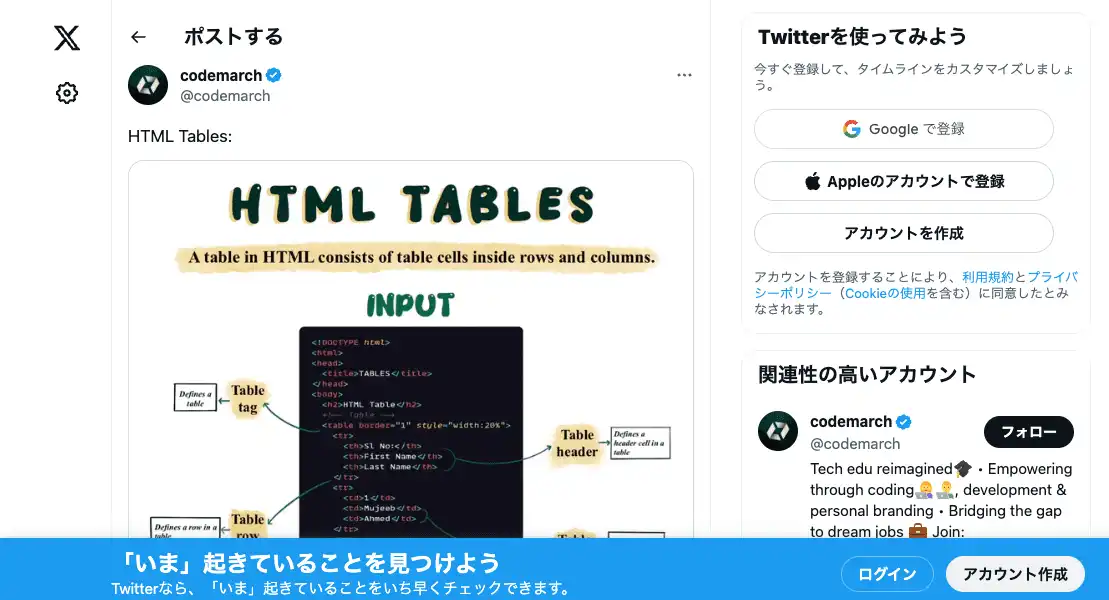 ポストする
codemarch
@codemarch
HTML Tables:
HTML TABLES
A table in HTML consists of table cells inside rows and columns.
INPUT
<!DOCTYPE html>
<html>
<head>
<title>TABLES</title>
</head>
<body>
<h2>HTML Table</h2>
<!-- Table -->
<table border="1" style="width:20%">
<tr>
<th>Sl No:</th>
<th>First Name</th>
<th>Last Name</th>
</tr>
<tr>
<td>1</td>
<td>Mujeeb</td>
<td>Ahmed</td>
</tr>
Defines a
table
Table
tag
Table
header
Defines a
header cell in a
table
Defines a row in a
table
Table
row
Table
Twitterを使ってみよう
今すぐ登録して、タイムラインをカスタマイズしましょ
う。
Google で登録
Appleのアカウントで登録
アカウントを作成
アカウントを登録することにより、利用規約とプライバ
シーポリシー（Cookieの使用を含む）に同意したとみ
なされます。
関連性の高いアカウント
codemarch
@codemarch
フォロー
Tech edu reimagined🎓 • Empowering
through coding👩‍💻👨‍💻, development &
personal branding • Bridging the gap
to dream jobs 💼 Join:
「いま」起きていることを見つけよう
Twitterなら、「いま」起きていることをいち早くチェックできます。
ログイン
アカウント作成